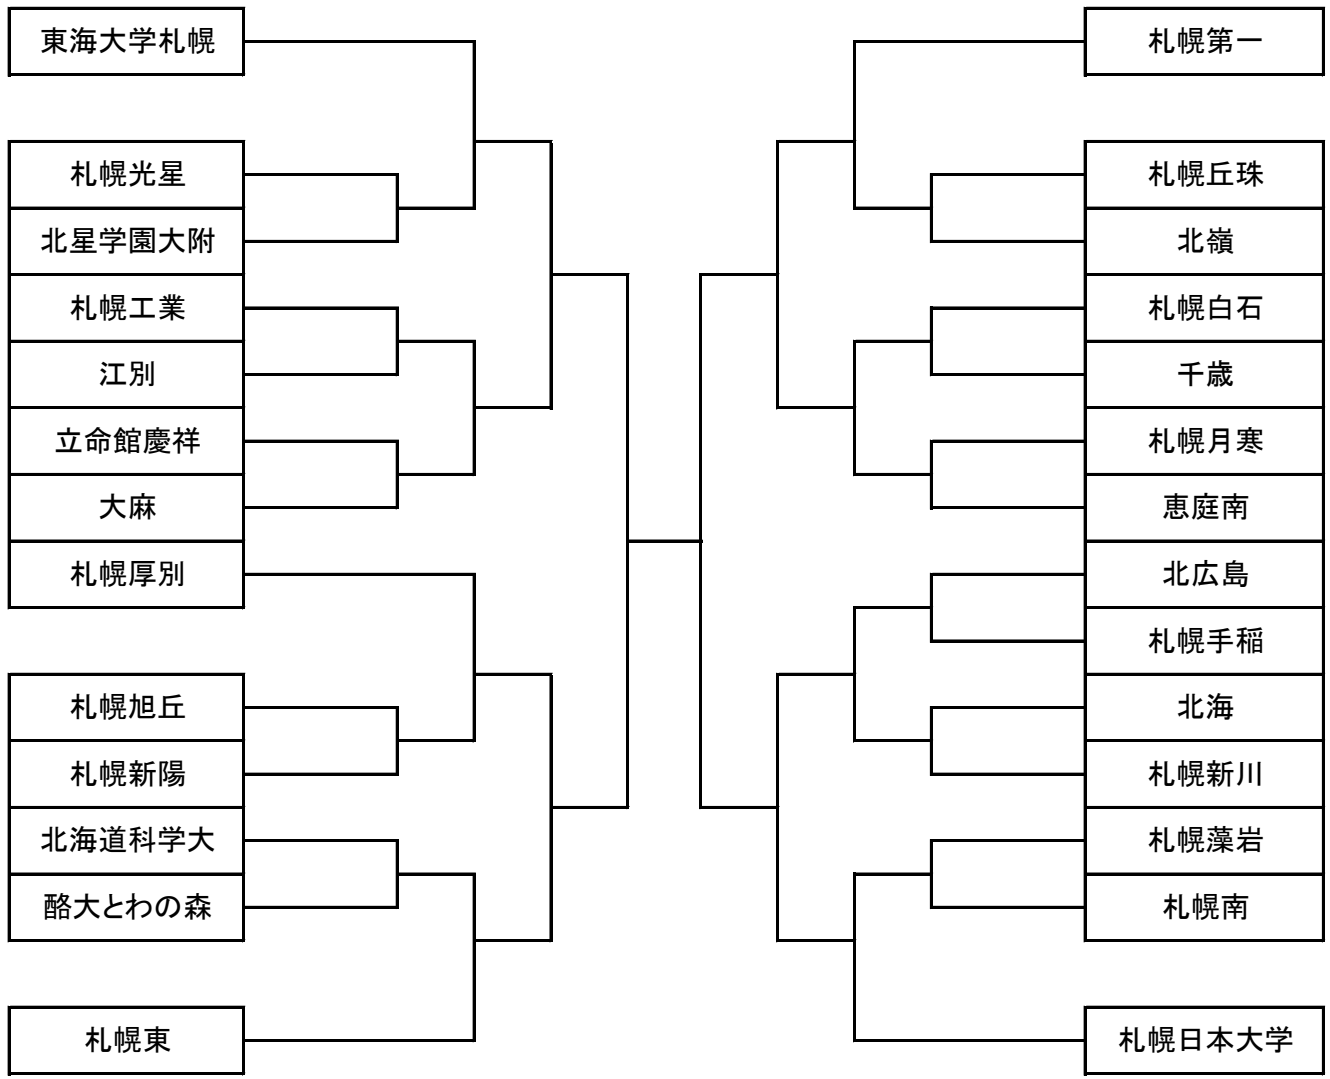 東海大学札幌
札幌光星
北星学園大附
札幌工業
江別
立命館慶祥
大麻
札幌厚別
札幌旭丘
札幌新陽
北海道科学大
酪大とわの森
札幌東
札幌第一
札幌丘珠
北嶺
札幌白石
千歳
札幌月寒
恵庭南
北広島
札幌手稲
北海
札幌新川
札幌藻岩
札幌南
札幌日本大学